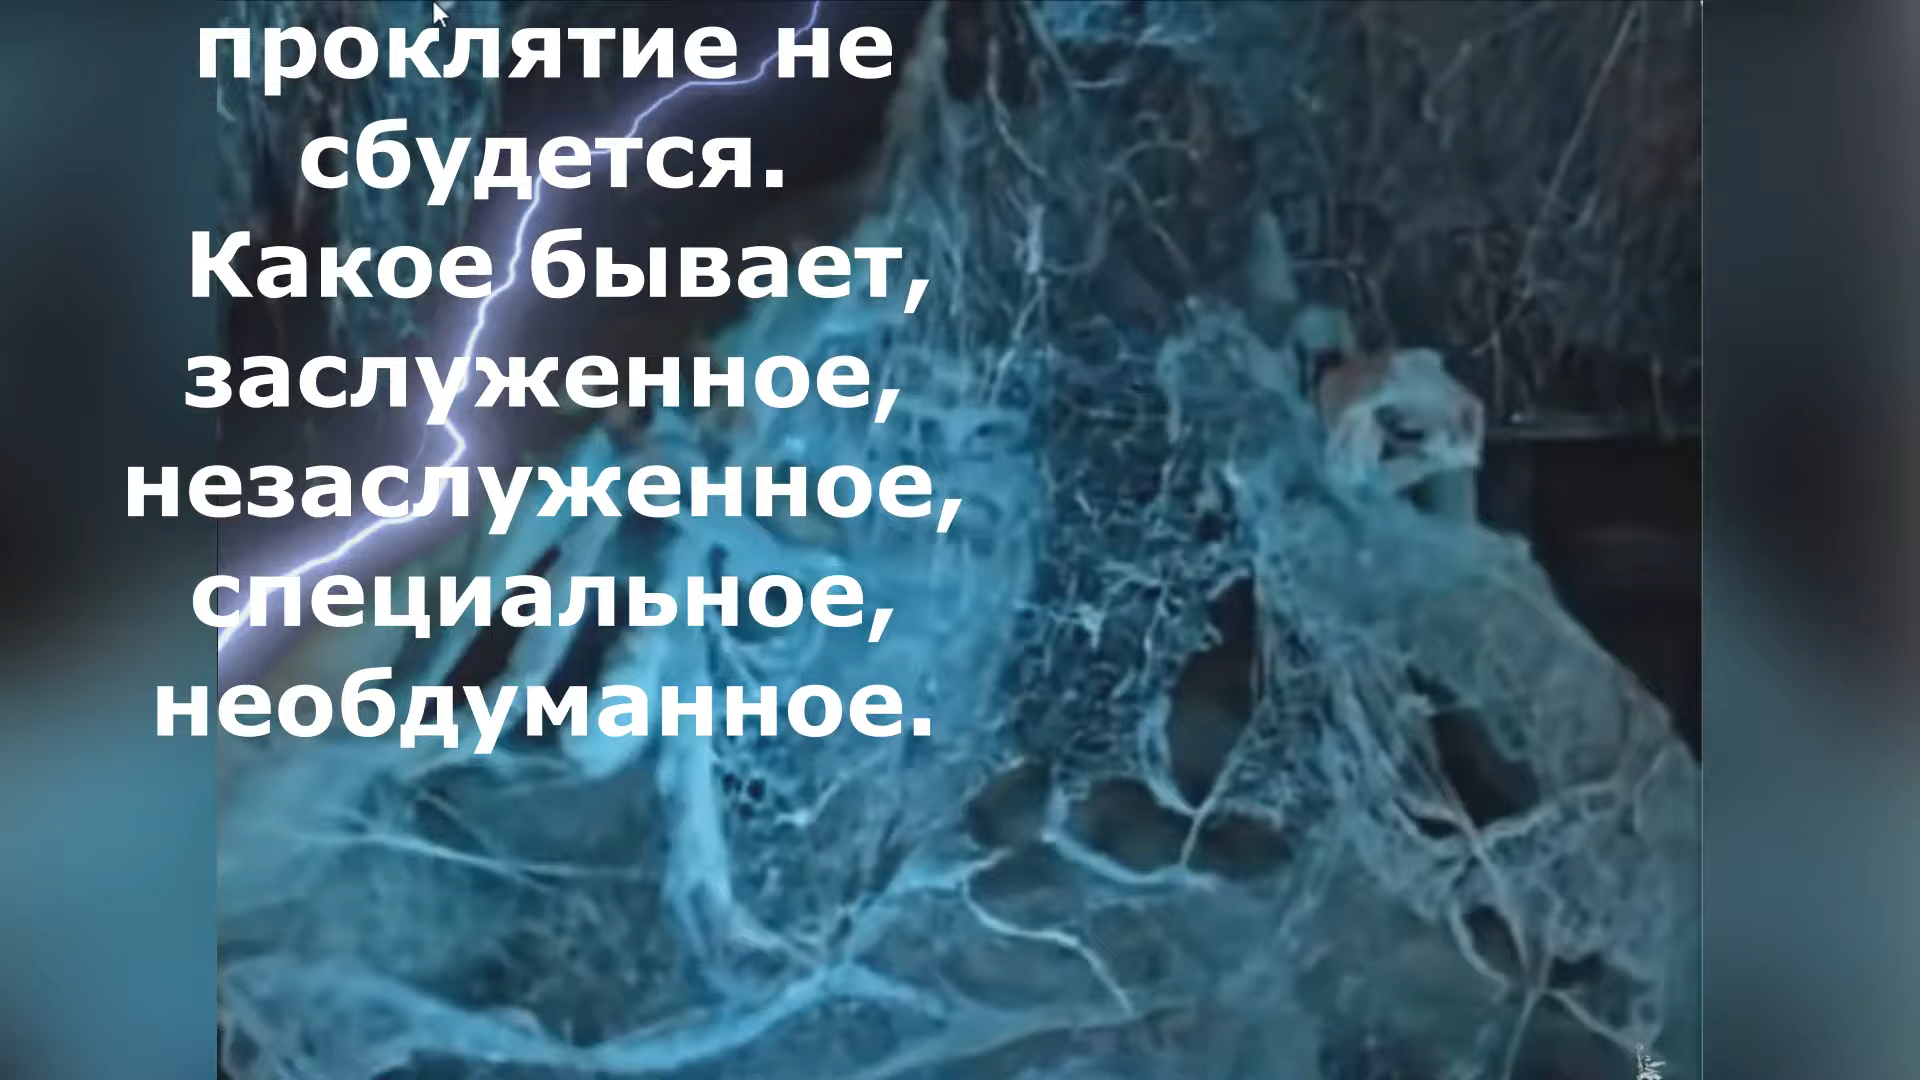 проклятие не
сбудется.
Какое бывает,
заслуженное,
незаслуженное,
специальное,
необдуманное.